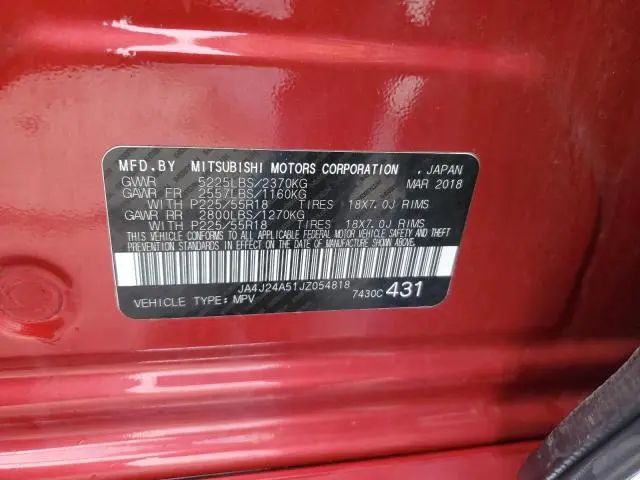 MFD.BY MITSUBISHI MOTORS CORPORATION , JAPAN
GVWR 5225LBS/2370KG MAR 2018
GAWR FR 2557LBS/1160KG
WITH P225/55R18 TIRES 18X7.0J RIMS
GAWR RR 2800LBS/1270KG
WITH P225/55R18 TIRES 18X7.0J RIMS
THIS VEHICLE CONFORMS TO ALL APPLICABLE FEDERAL MOTOR VEHICLE SAFETY AND THEFT
PREVENTION STANDARDS IN EFFECT ON THE DATE OF MANUFACTURE SHOWN ABOVE.
JA4J24A51JZ054818
VEHICLE TYPE: MPV 7430C 431